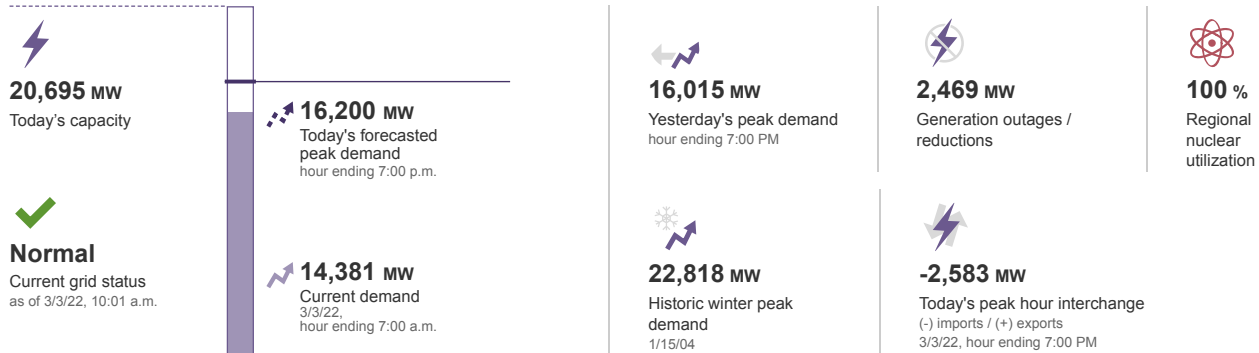 20,695 MW
Today's capacity
Normal
Current grid status
as of 3/3/22, 10:01 a.m.
16,200 MW
Today's forecasted
peak demand
hour ending 7:00 p.m.
14,381 MW
Current demand
3/3/22,
hour ending 7:00 a.m.
16,015 MW
Yesterday's peak demand
hour ending 7:00 PM
2,469 MW
Generation outages /
reductions
100 %
Regional
nuclear
utilization
22,818 MW
Historic winter peak
demand
1/15/04
-2,583 MW
Today's peak hour interchange
(-) imports / (+) exports
3/3/22, hour ending 7:00 PM